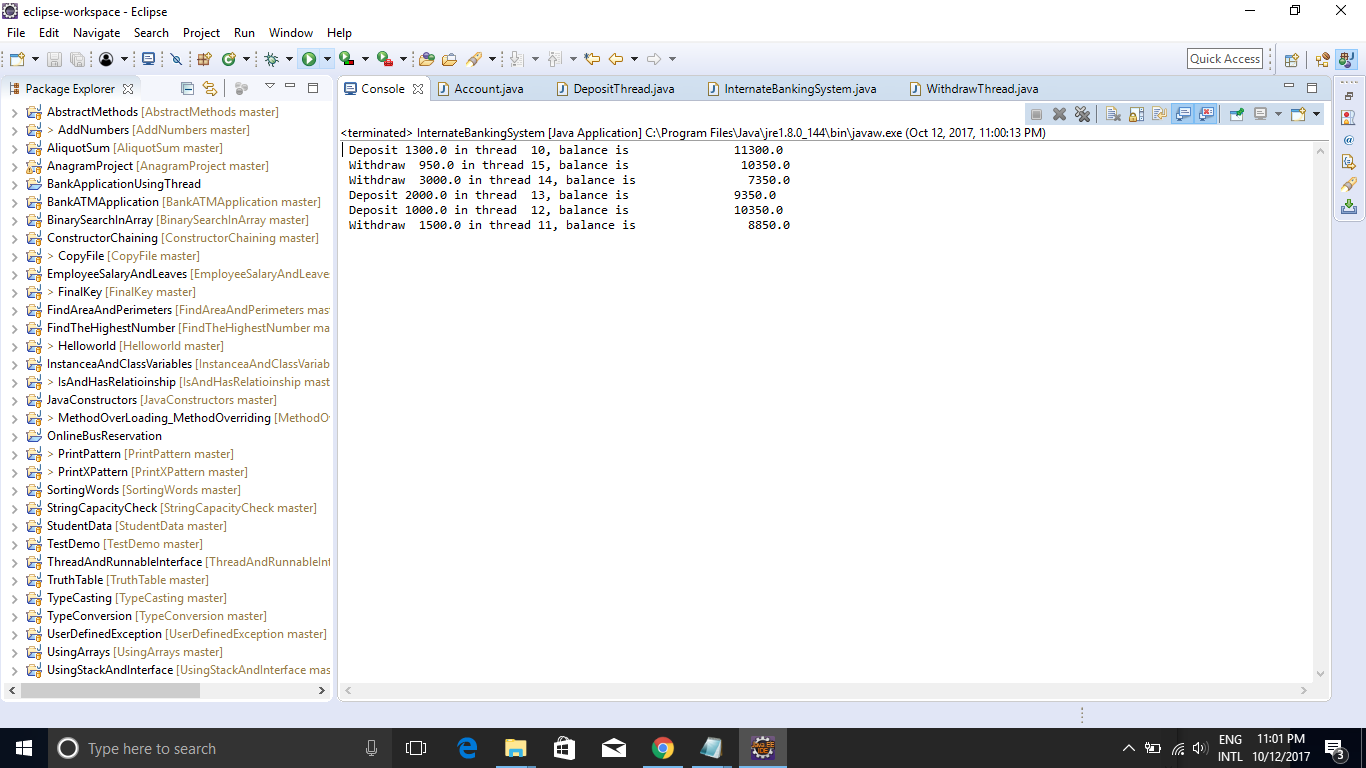 eclipse-workspace - Eclipse
File Edit Navigate Search Project Run Window Help
Quick Access
Package Explorer
AbstractMethods [AbstractMethods master]
> AddNumbers [AddNumbers master]
AliquotSum [AliquotSum master]
AnagramProject [AnagramProject master]
BankApplicationUsingThread
BankATMApplication [BankATMApplication master]
BinarySearchInArray [BinarySearchInArray master]
ConstructorChaining [ConstructorChaining master]
> CopyFile [CopyFile master]
EmployeeSalaryAndLeaves [EmployeeSalaryAndLeave
> FinalKey [FinalKey master]
FindAreaAndPerimeters [FindAreaAndPerimeters mas
FindTheHighestNumber [FindTheHighestNumber ma
> Helloworld [Helloworld master]
InstanceaAndClassVariables [InstanceaAndClassVariab
> IsAndHasRelatioinship [IsAndHasRelatioinship mast
JavaConstructors [JavaConstructors master]
> MethodOverLoading_MethodOverriding [MethodO
OnlineBusReservation
> PrintPattern [PrintPattern master]
> PrintXPattern [PrintXPattern master]
SortingWords [SortingWords master]
StringCapacityCheck [StringCapacityCheck master]
StudentData [StudentData master]
TestDemo [TestDemo master]
ThreadAndRunnableInterface [ThreadAndRunnableInt
TruthTable [TruthTable master]
TypeCasting [TypeCasting master]
TypeConversion [TypeConversion master]
UserDefinedException [UserDefinedException master]
UsingArrays [UsingArrays master]
UsingStackAndInterface [UsingStackAndInterface mas
Console Account.java DepositThread.java InternateBankingSystem.java WithdrawThread.java
<terminated> InternateBankingSystem [Java Application] C:\Program Files\Java\jre1.8.0_144\bin\javaw.exe (Oct 12, 2017, 11:00:13 PM)
Deposit 1300.0 in thread 10, balance is 11300.0
Withdraw 950.0 in thread 15, balance is 10350.0
Withdraw 3000.0 in thread 14, balance is 7350.0
Deposit 2000.0 in thread 13, balance is 9350.0
Deposit 1000.0 in thread 12, balance is 10350.0
Withdraw 1500.0 in thread 11, balance is 8850.0
Type here to search
JAVA EE
IDE
ENG
INTL
11:01 PM
10/12/2017
3